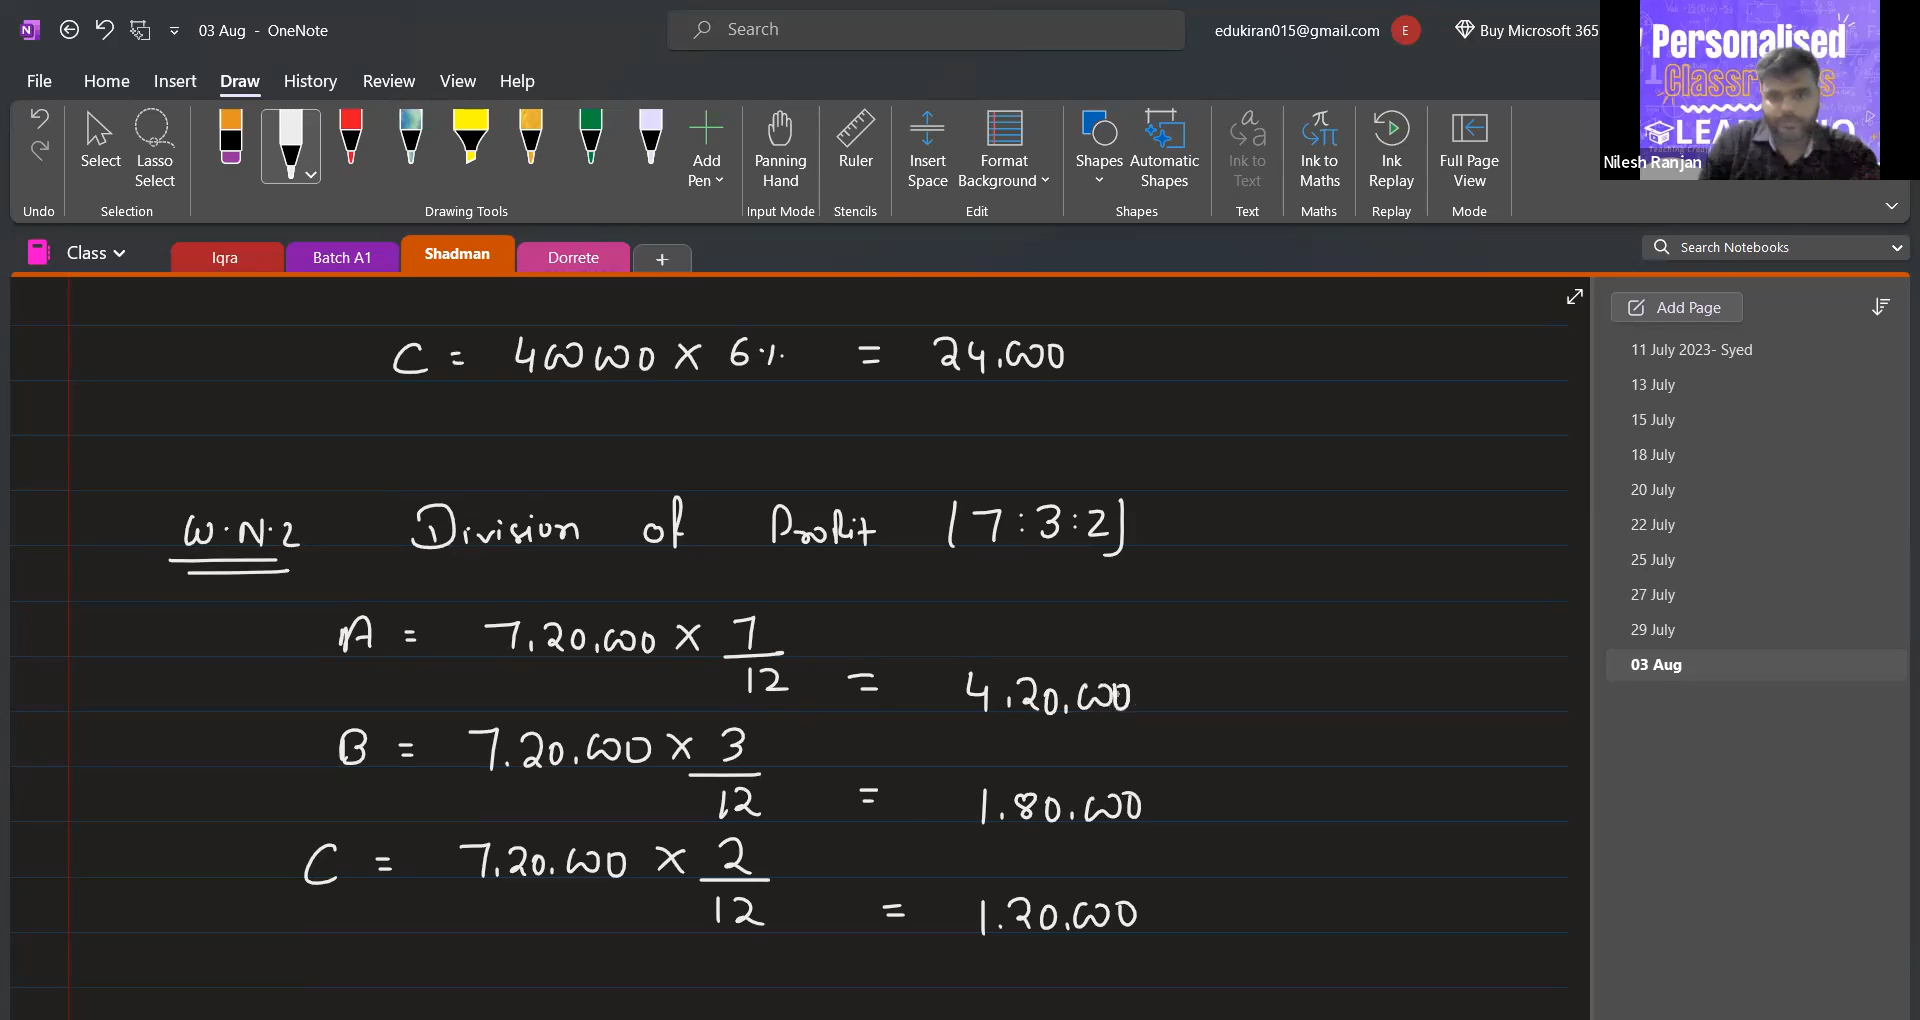 03 Aug - OneNote
Search
edukiran015@gmail.com
E
Buy Microsoft 365
Personalised
Nilesh Ranjan
File Home Insert Draw History Review View Help
Select
Lasso Select
Add Pen
Panning Hand
Ruler
Insert Space
Format Background
Shapes
Automatic Shapes
Ink to Text
Ink to Maths
Ink Replay
Full Page View
Undo
Selection
Drawing Tools
Input Mode
Stencils
Edit
Shapes
Text
Maths
Replay
Mode
Class
Iqra
Batch A1
Shadman
Dorrete
+
Search Notebooks
Add Page
11 July 2023- Syed
13 July
15 July
18 July
20 July
22 July
25 July
27 July
29 July
03 Aug
C = 400000 × 6% = 24,000
W.N.2 Division of Profit [7:3:2]
A = 7,20,000 × 7/12 = 4,20,000
B = 7,20,000 × 3/12 = 1,80,000
C = 7,20,000 × 2/12 = 1,20,000